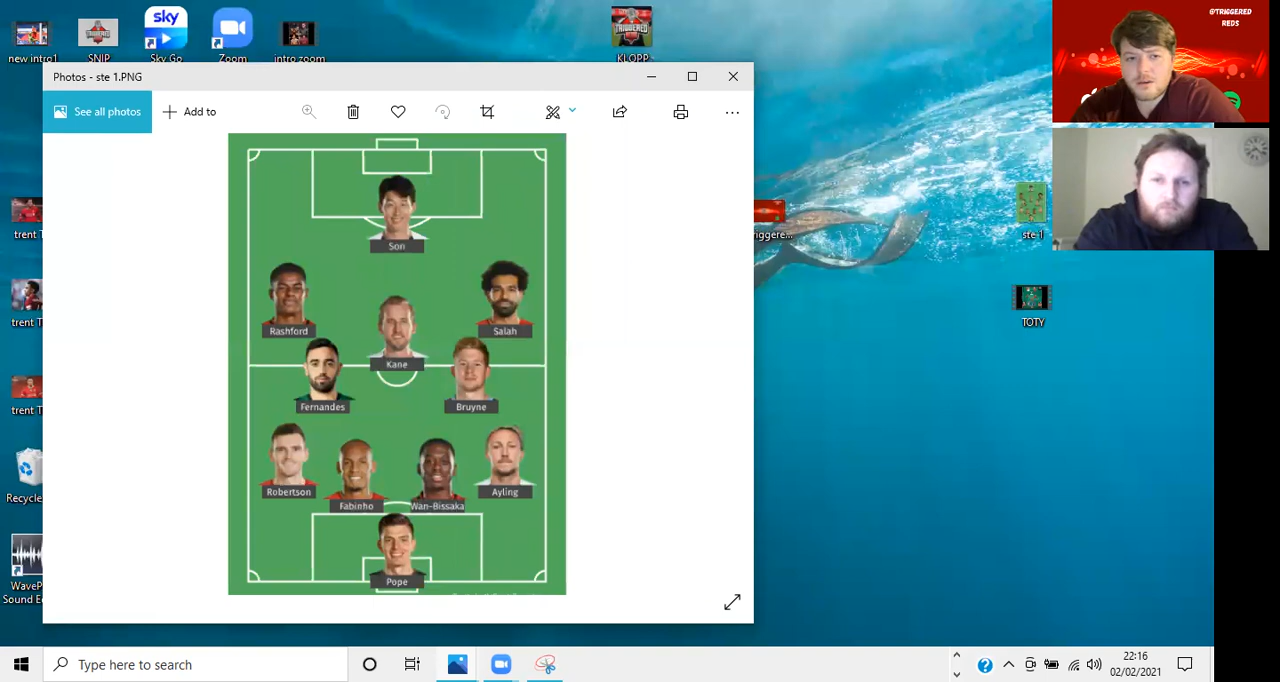 new intro1
SNIP
sky
Sky Go
Zoom
intro zoom
KLOPP
@TRIGGERED
REDS
Photos - ste 1.PNG
See all photos
Add to
Son
Rashford
Salah
Kane
Fernandes
Bruyne
Robertson
Ayling
Fabinho
Wan-Bissaka
Pope
trent T
trent T
trent T
Recycle
WaveP
Sound E
iggere...
ste 1
TOTY
Type here to search
22:16
02/02/2021